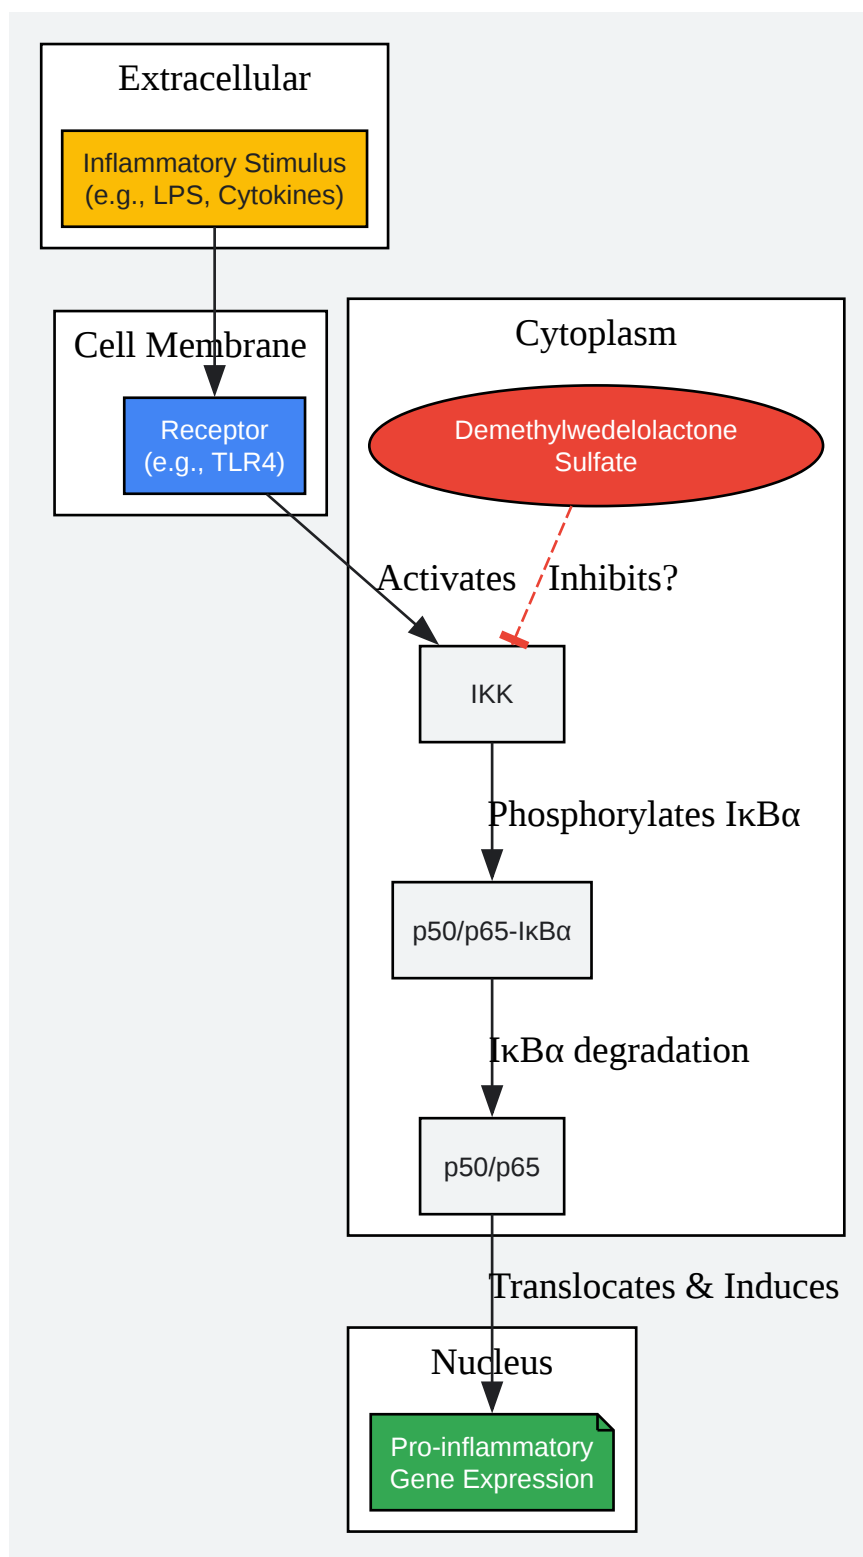 Extracellular
Inflammatory Stimulus
(e.g., LPS, Cytokines)
Cell Membrane
Receptor
(e.g., TLR4)
Cytoplasm
Demethylwedelolactone
Sulfate
Activates
Inhibits?
IKK
Phosphorylates IκBα
p50/p65-IκBα
IκBα degradation
p50/p65
Translocates & Induces
Nucleus
Pro-inflammatory
Gene Expression